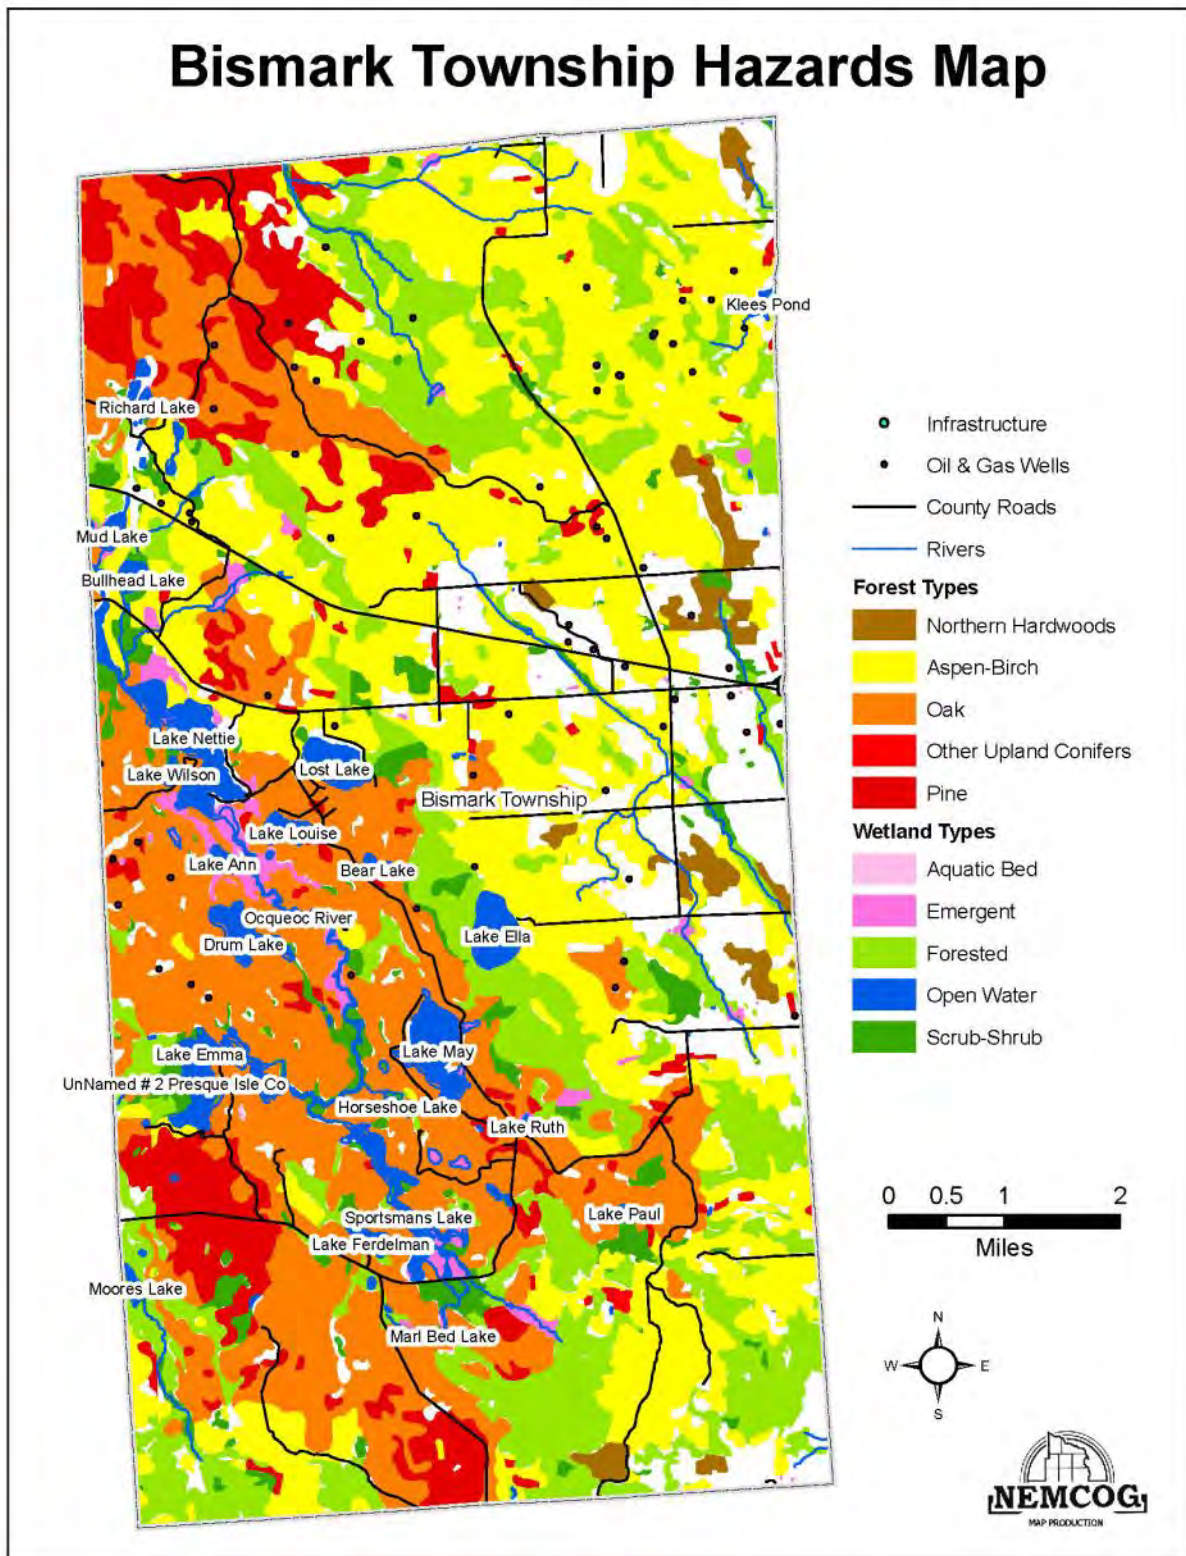 Bismark Township Hazards Map
Klees Pond
Richard Lake
Mud Lake
Bullhead Lake
Lake Nettie
Lake Wilson
Lost Lake
Bismark Township
Lake Louise
Lake Ann
Bear Lake
Ocqueoc River
Drum Lake
Lake Ella
Lake Emma
Lake May
UnNamed # 2 Presque Isle Co
Horseshoe Lake
Lake Ruth
Sportsmans Lake
Lake Paul
Lake Ferdelman
Moores Lake
Marl Bed Lake
Infrastructure
Oil & Gas Wells
County Roads
Rivers
Forest Types
Northern Hardwoods
Aspen-Birch
Oak
Other Upland Conifers
Pine
Wetland Types
Aquatic Bed
Emergent
Forested
Open Water
Scrub-Shrub
0 0.5 1 2
Miles
N
W E
S
NEMCOG
MAP PRODUCTION